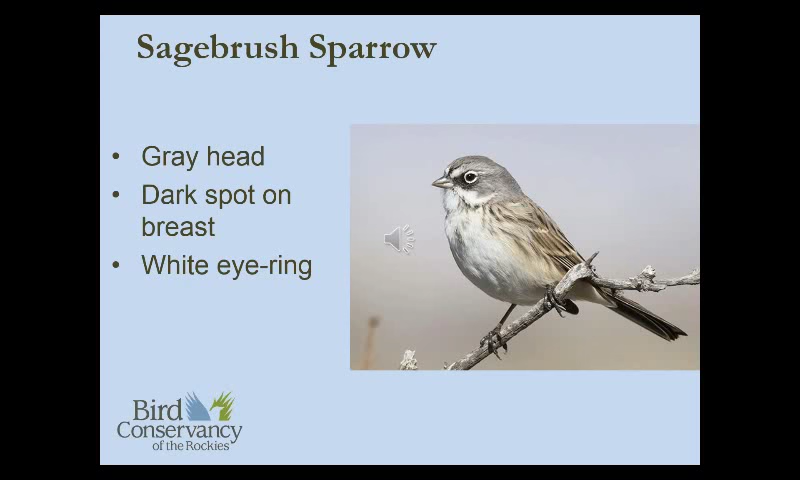 Sagebrush Sparrow
• Gray head
• Dark spot on
breast
• White eye-ring
Bird
Conservancy
of the Rockies